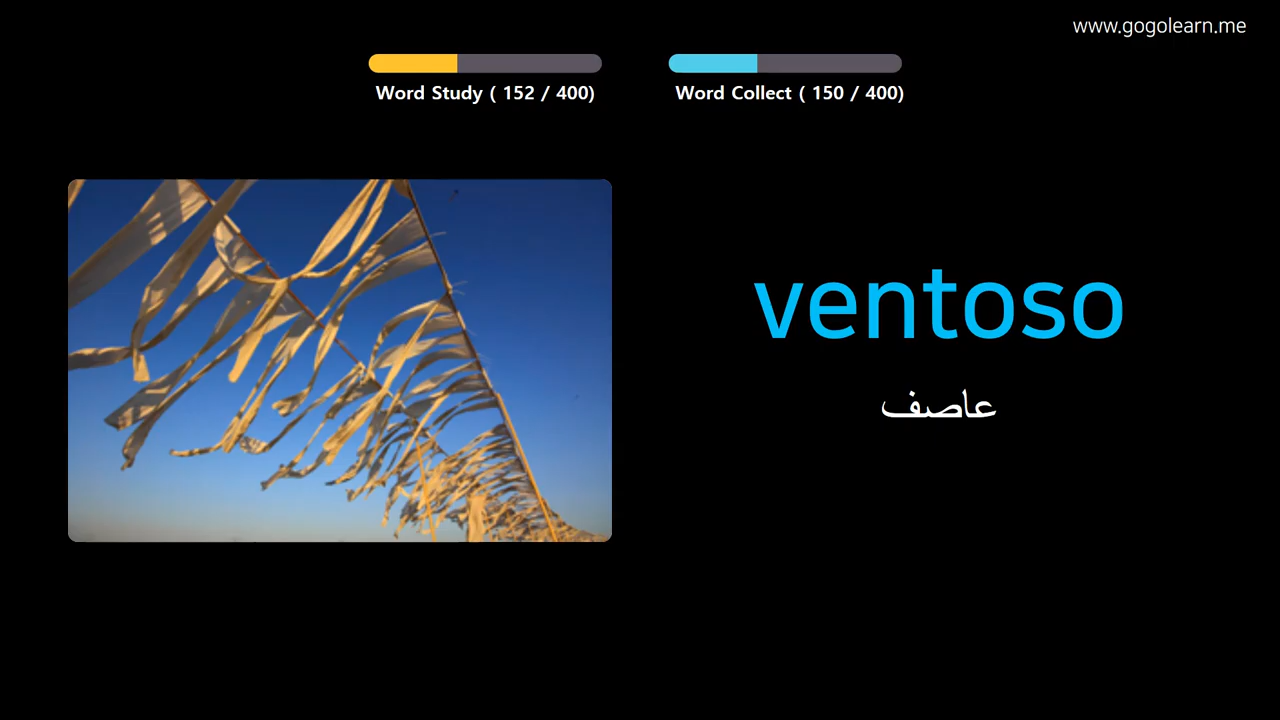 www.gogolearn.me
Word Study ( 152 / 400)
Word Collect ( 150 / 400)
ventoso
عاصف